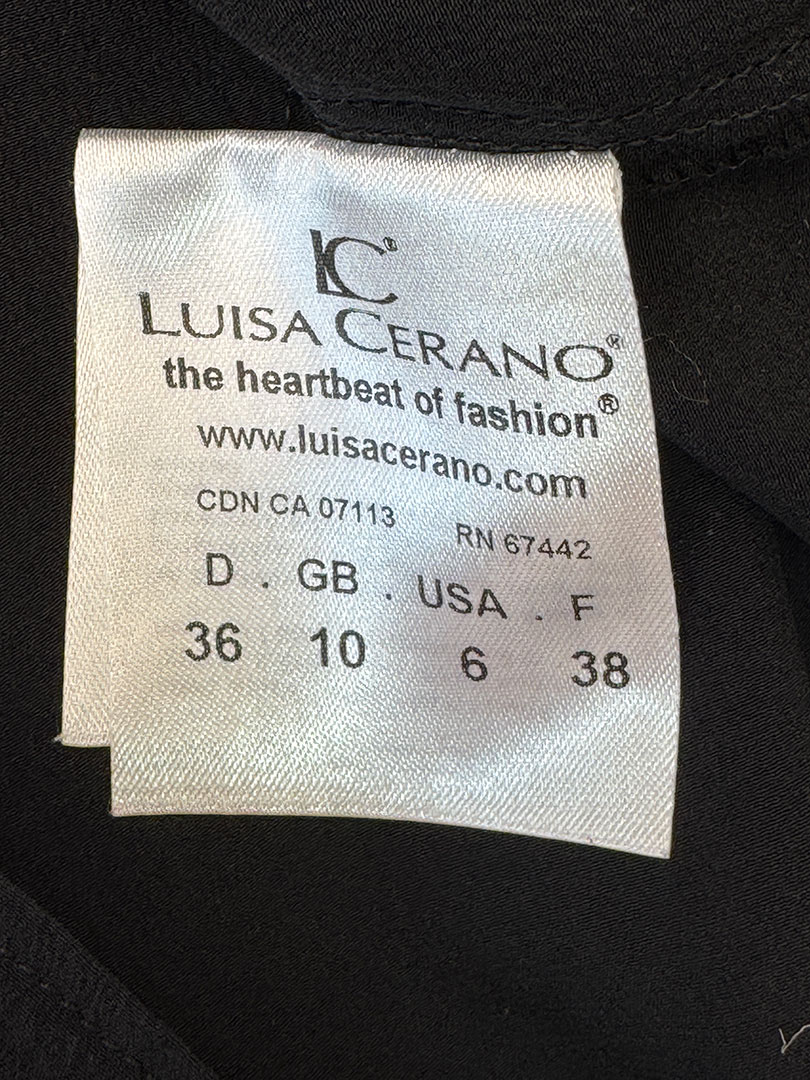 LC®
LUISA CERANO®
the heartbeat of fashion®
www.luisacerano.com
CDN CA 07113 RN 67442
D . GB . USA . F
36 10 6 38